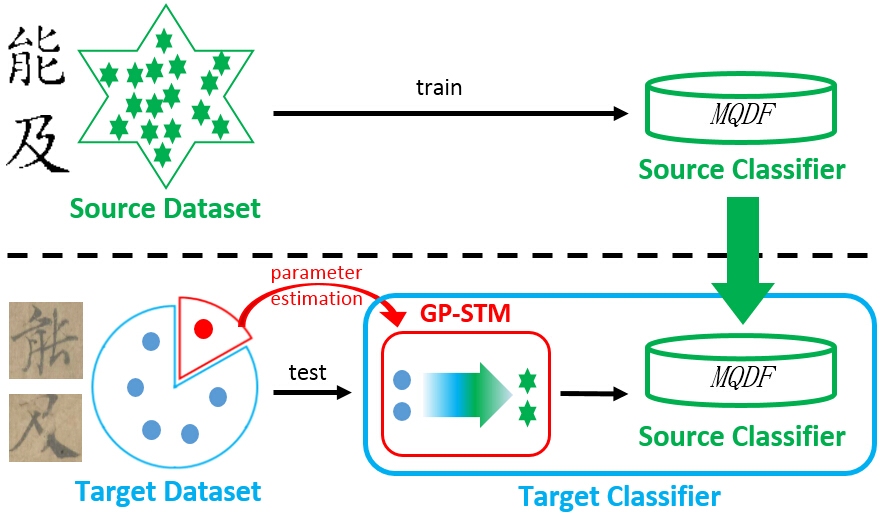 能
及
train
MQDF
Source Classifier
Source Dataset
parameter
estimation
能
及
GP-STM
test
MQDF
Source Classifier
Target Dataset
Target Classifier